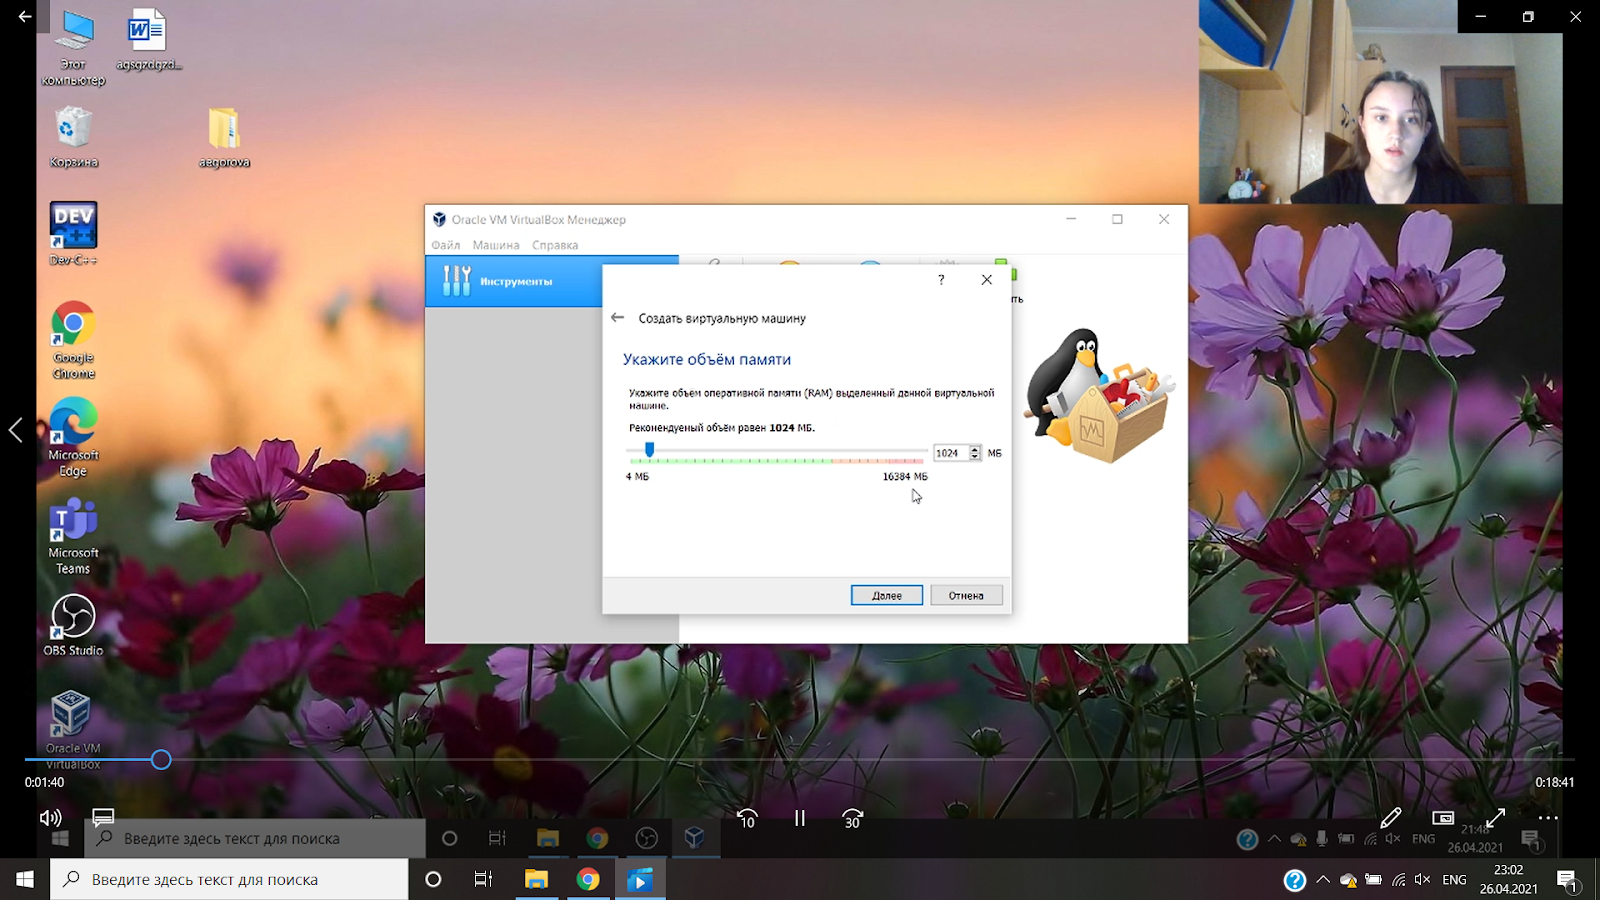 Этот
компьютер
agsgzdgzd...
Корзина
aegorova
DEV
C++
Dev-C++
Google
Chrome
Microsoft
Edge
Microsoft
Teams
OBS Studio
Oracle VM
VirtualBox
Oracle VM VirtualBox Менеджер
Файл Машина Справка
Инструменты
ть
?
Создать виртуальную машину
Укажите объём памяти
Укажите объём оперативной памяти (RAM) выделенный данной виртуальной
машине.
Рекомендуемый объём равен 1024 МБ.
1024 МБ
4 МБ 16384 МБ
Далее Отмена
0:01:40 0:18:41
10 30
Введите здесь текст для поиска
ENG
21:48
26.04.2021
1
Введите здесь текст для поиска
ENG
23:02
26.04.2021
1